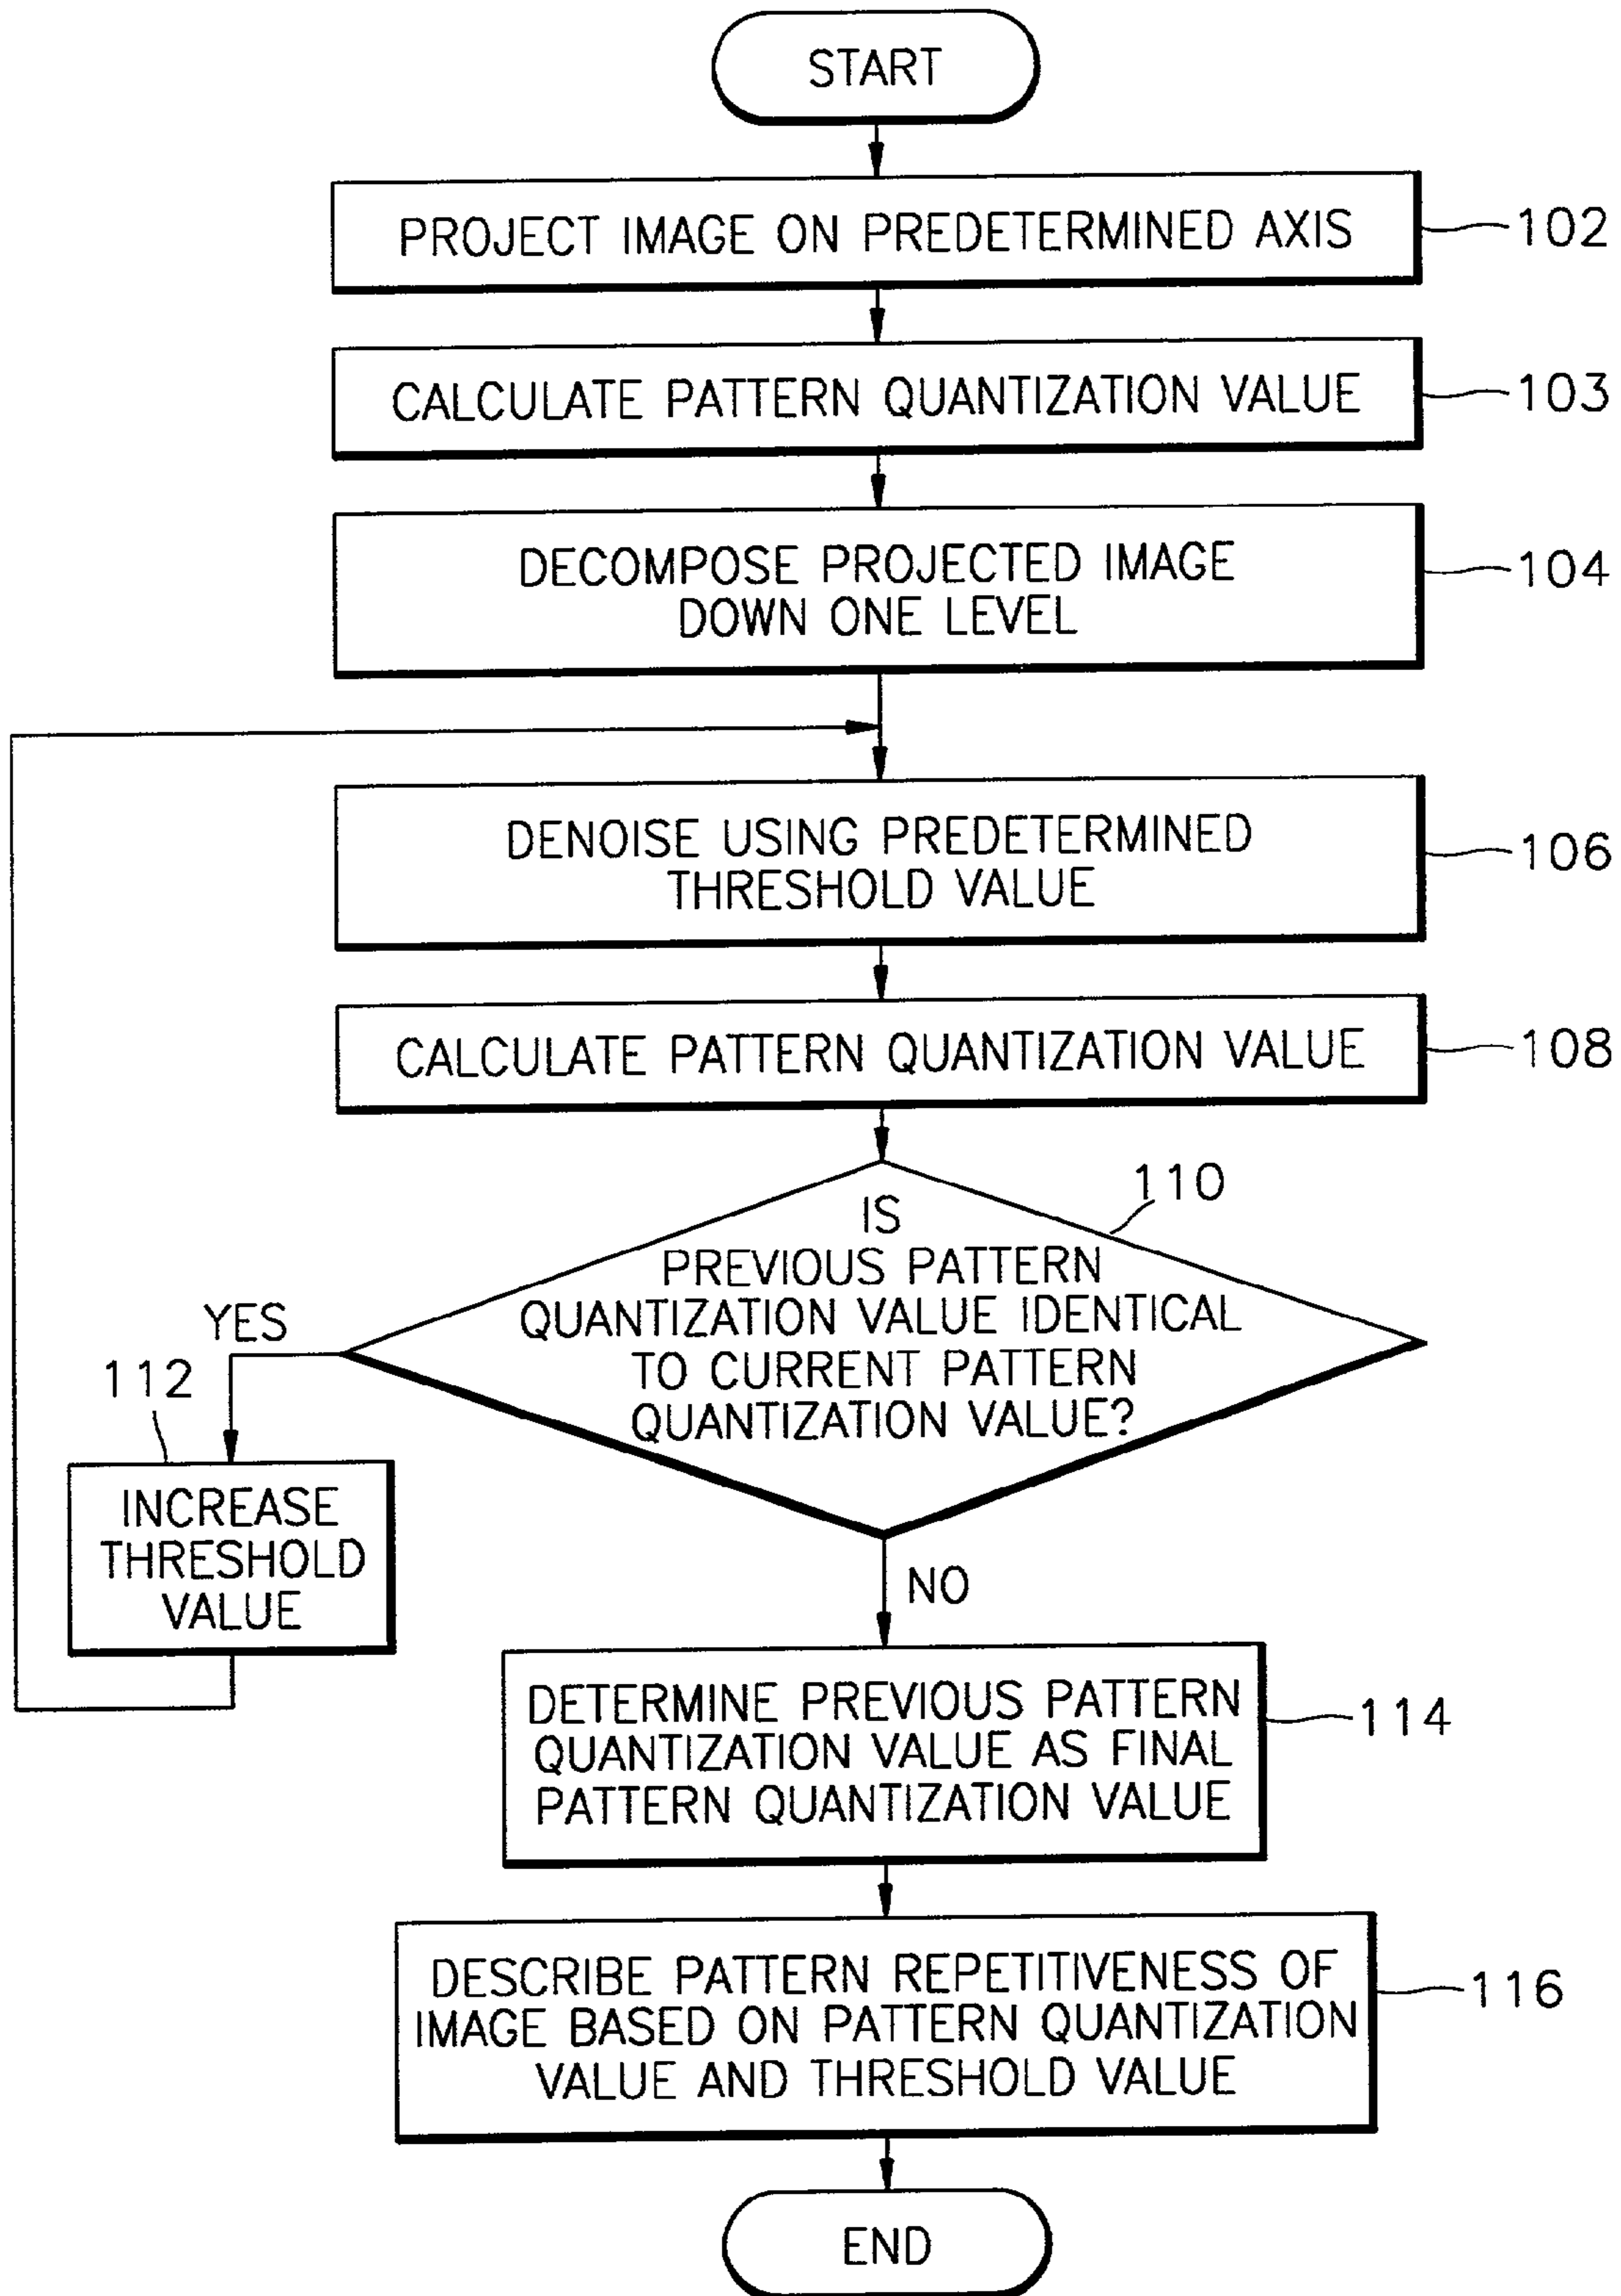 START
PROJECT IMAGE ON PREDETERMINED AXIS
102
CALCULATE PATTERN QUANTIZATION VALUE
103
DECOMPOSE PROJECTED IMAGE
DOWN ONE LEVEL
104
DENOISE USING PREDETERMINED
THRESHOLD VALUE
106
CALCULATE PATTERN QUANTIZATION VALUE
108
110
IS
PREVIOUS PATTERN
QUANTIZATION VALUE IDENTICAL
TO CURRENT PATTERN
QUANTIZATION VALUE?
YES
112
INCREASE
THRESHOLD
VALUE
NO
DETERMINE PREVIOUS PATTERN
QUANTIZATION VALUE AS FINAL
PATTERN QUANTIZATION VALUE
114
DESCRIBE PATTERN REPETITIVENESS OF
IMAGE BASED ON PATTERN QUANTIZATION
VALUE AND THRESHOLD VALUE
116
END